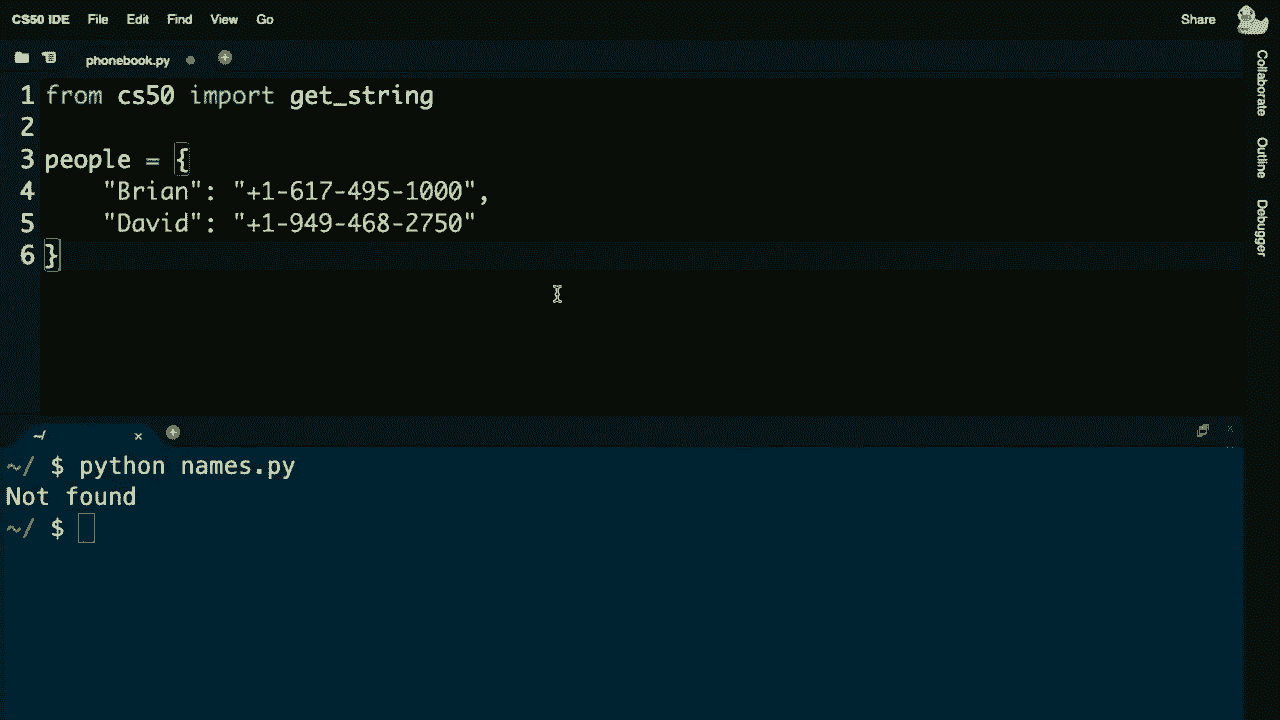 CS50 IDE File Edit Find View Go Share
phonebook.py
1 from cs50 import get_string
2
3 people = {
4     "Brian": "+1-617-495-1000",
5     "David": "+1-949-468-2750"
6 }
Collaborate
Outline
Debugger
~/
~/ $ python names.py
Not found
~/ $